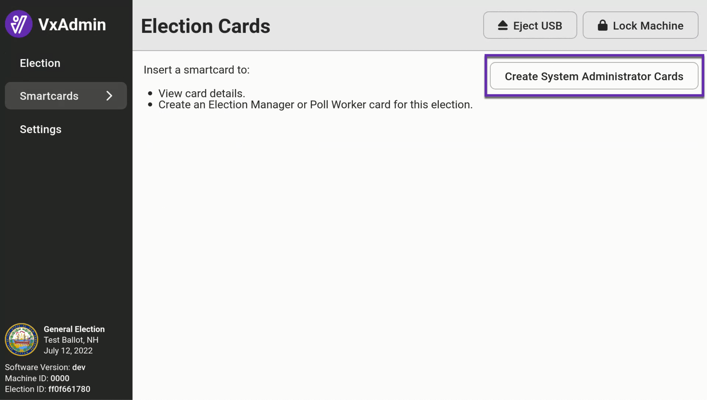 VxAdmin
Election
Smartcards
Settings
General Election
Test Ballot, NH
July 12, 2022
Software Version: dev
Machine ID: 0000
Election ID: ff0f661780
Election Cards
Eject USB
Lock Machine
Insert a smartcard to:
• View card details.
• Create an Election Manager or Poll Worker card for this election.
Create System Administrator Cards